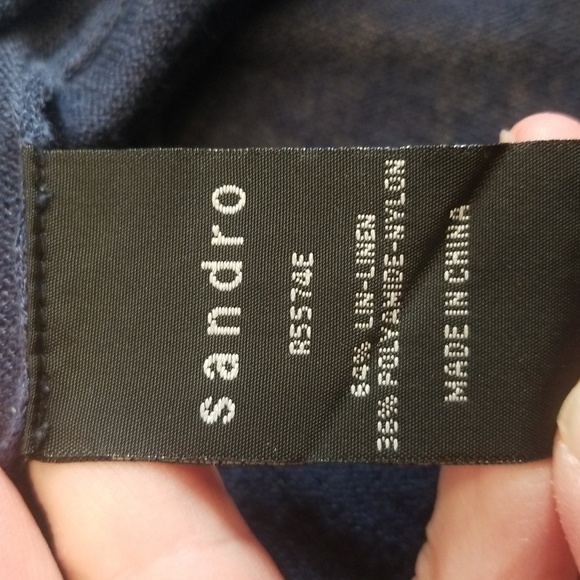 sandro
R5574E
64% LIN-LINEN
36% POLYAMIDE-NYLON
MADE IN CHINA